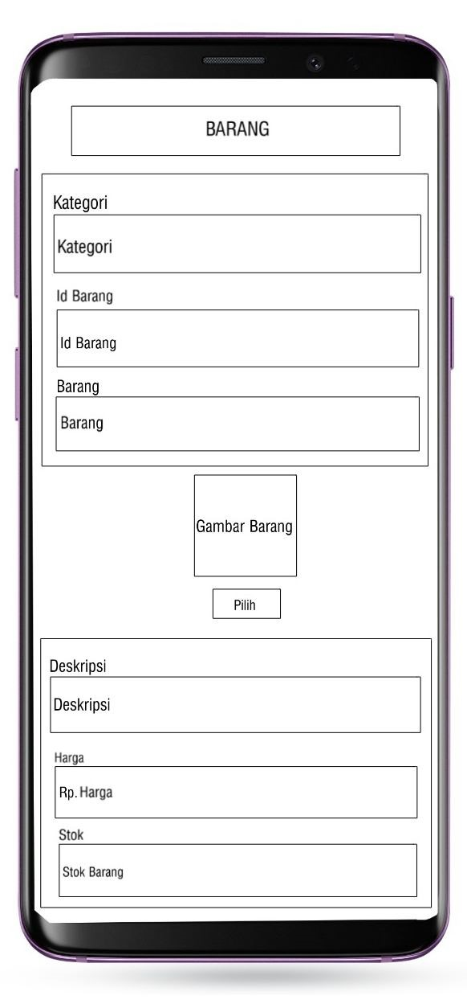 BARANG
Kategori
Kategori
Id Barang
Id Barang
Barang
Barang
Gambar Barang
Pilih
Deskripsi
Deskripsi
Harga
Rp. Harga
Stok
Stok Barang